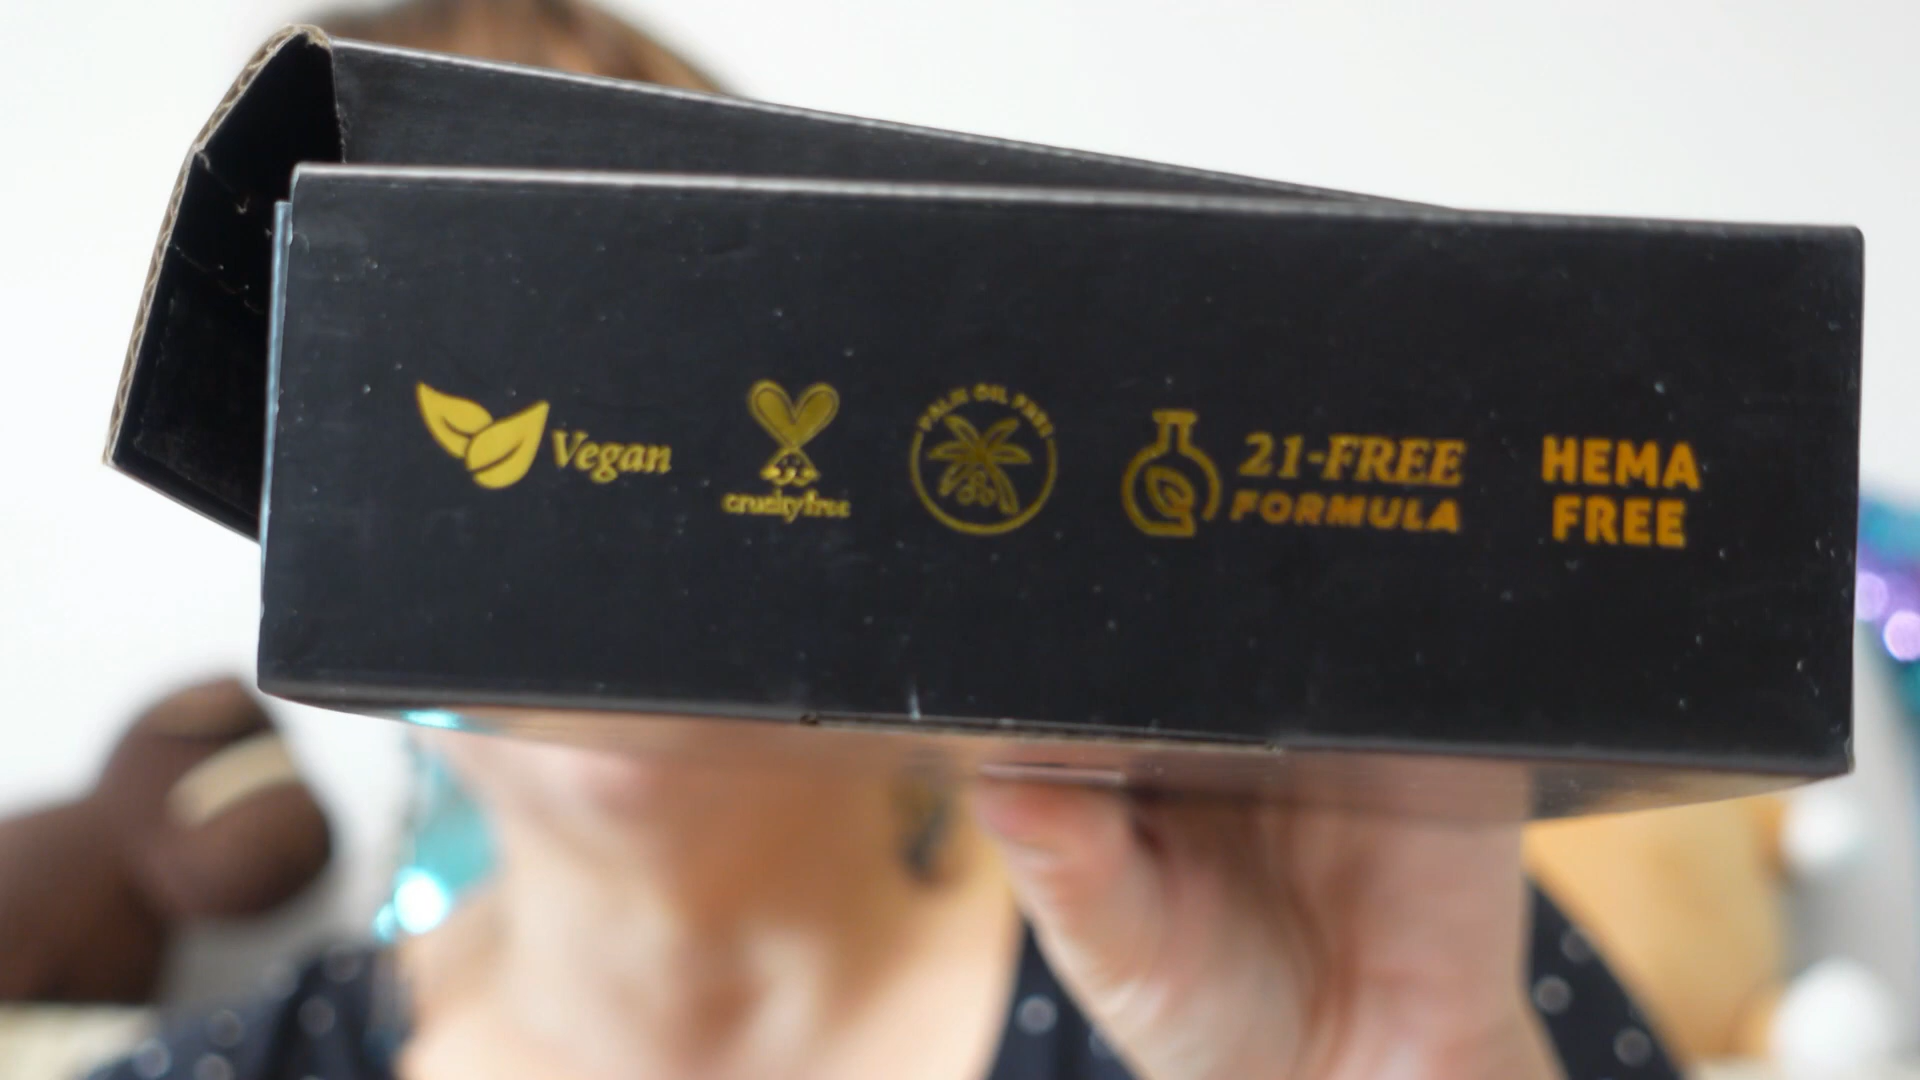 Vegan
crueltyfree
PALM OIL FREE
21-FREE
FORMULA
HEMA
FREE